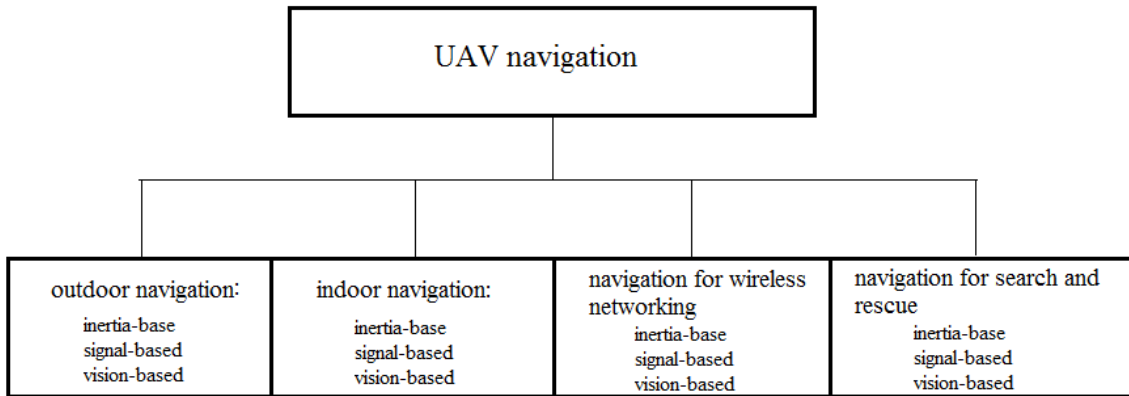 UAV navigation
outdoor navigation:
inertia-base
signal-based
vision-based
indoor navigation:
inertia-base
signal-based
vision-based
navigation for wireless
networking
inertia-base
signal-based
vision-based
navigation for search and
rescue
inertia-base
signal-based
vision-based